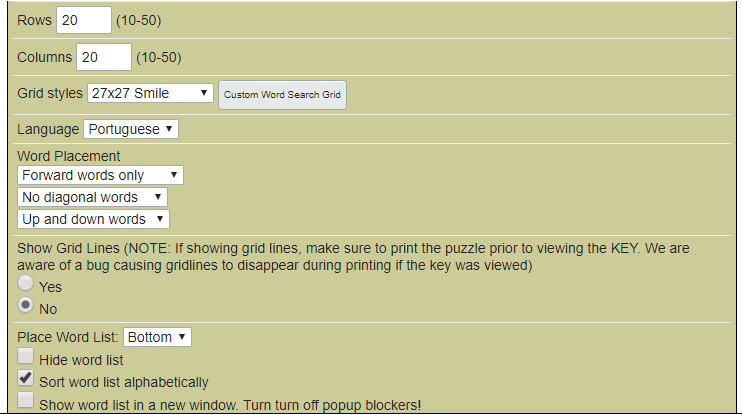 Rows 20 (10-50)
Columns 20 (10-50)
Grid styles 27x27 Smile Custom Word Search Grid
Language Portuguese
Word Placement
Forward words only
No diagonal words
Up and down words
Show Grid Lines (NOTE: If showing grid lines, make sure to print the puzzle prior to viewing the KEY. We are
aware of a bug causing gridlines to disappear during printing if the key was viewed)
Yes
No
Place Word List: Bottom
Hide word list
Sort word list alphabetically
Show word list in a new window. Turn turn off popup blockers!